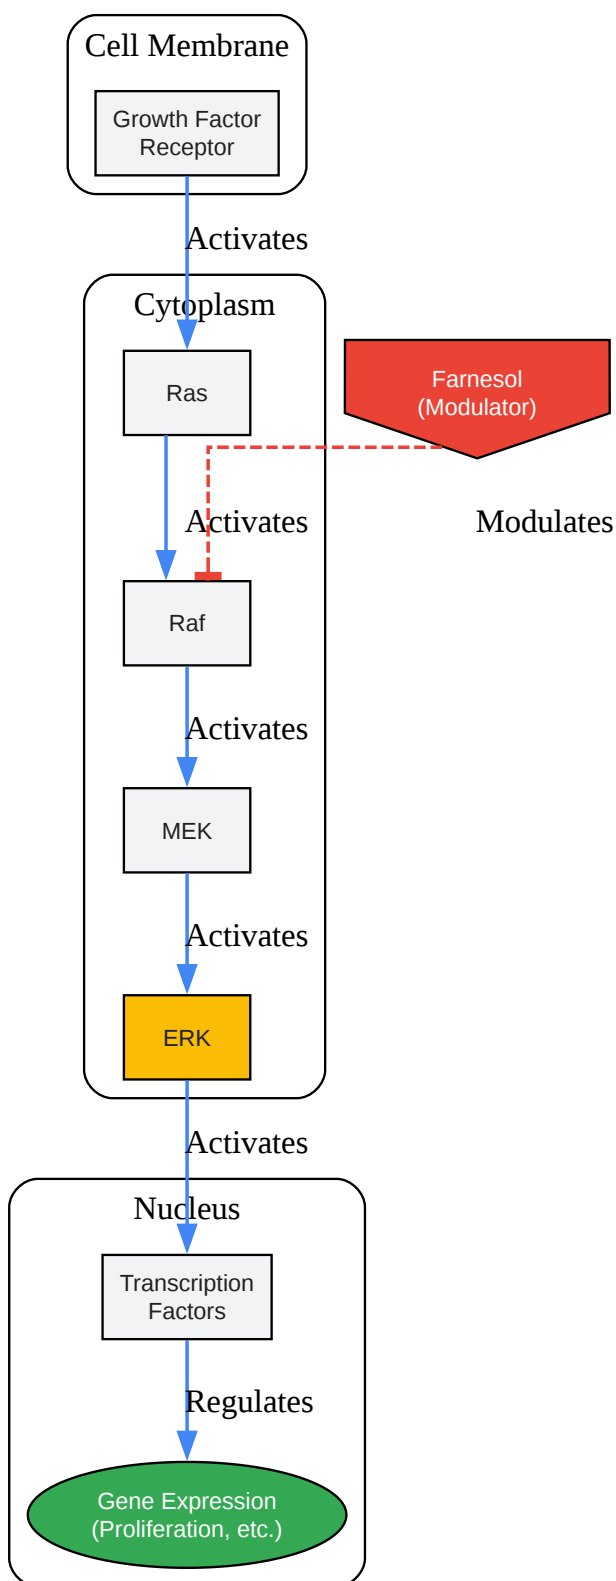 Cell Membrane
Growth Factor
Receptor
Activates
Cytoplasm
Ras
Farnesol
(Modulator)
Activates
Modulates
Raf
Activates
MEK
Activates
ERK
Activates
Nucleus
Transcription
Factors
Regulates
Gene Expression
(Proliferation, etc.)